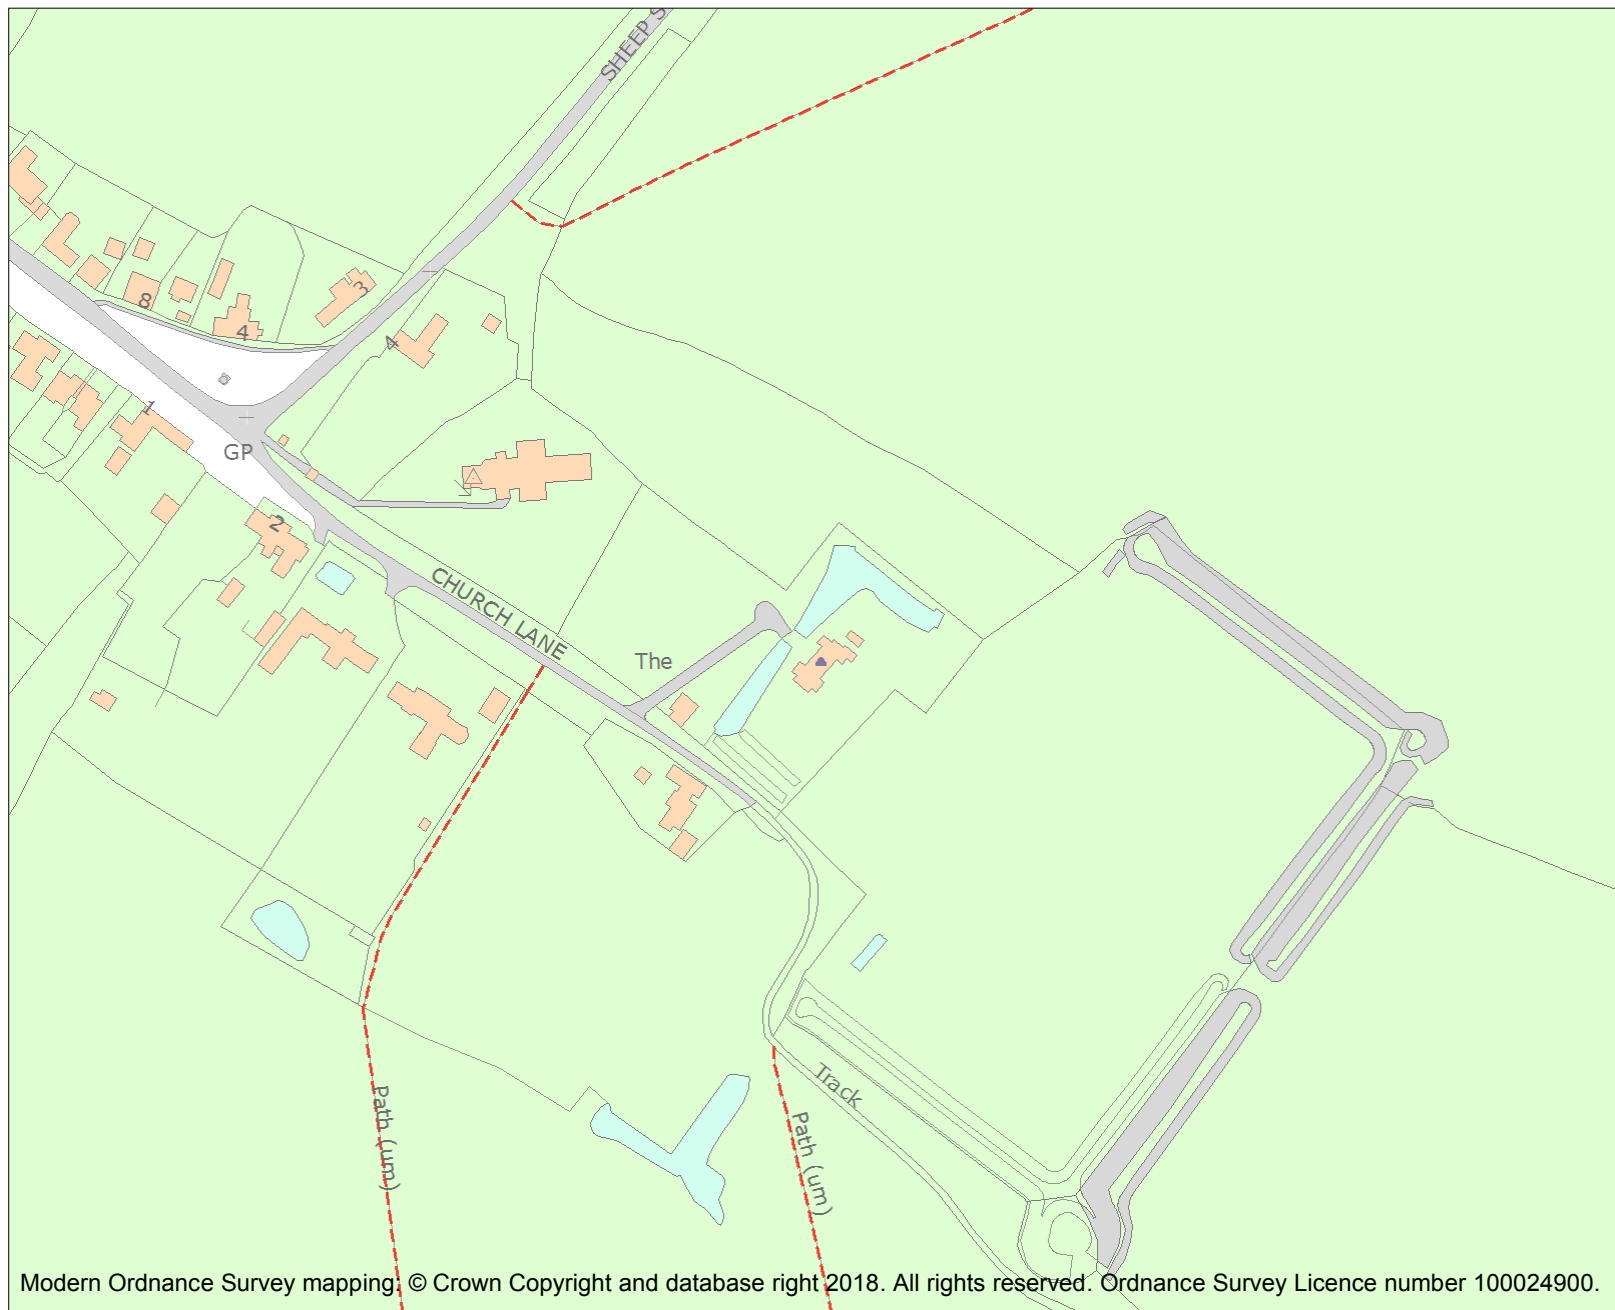 SHEEP S
8
4
3
4
1
GP
2
CHURCH LANE
The
Track
Path (um)
Path (um)
Modern Ordnance Survey mapping. © Crown Copyright and database right 2018. All rights reserved. Ordnance Survey Licence number 100024900.